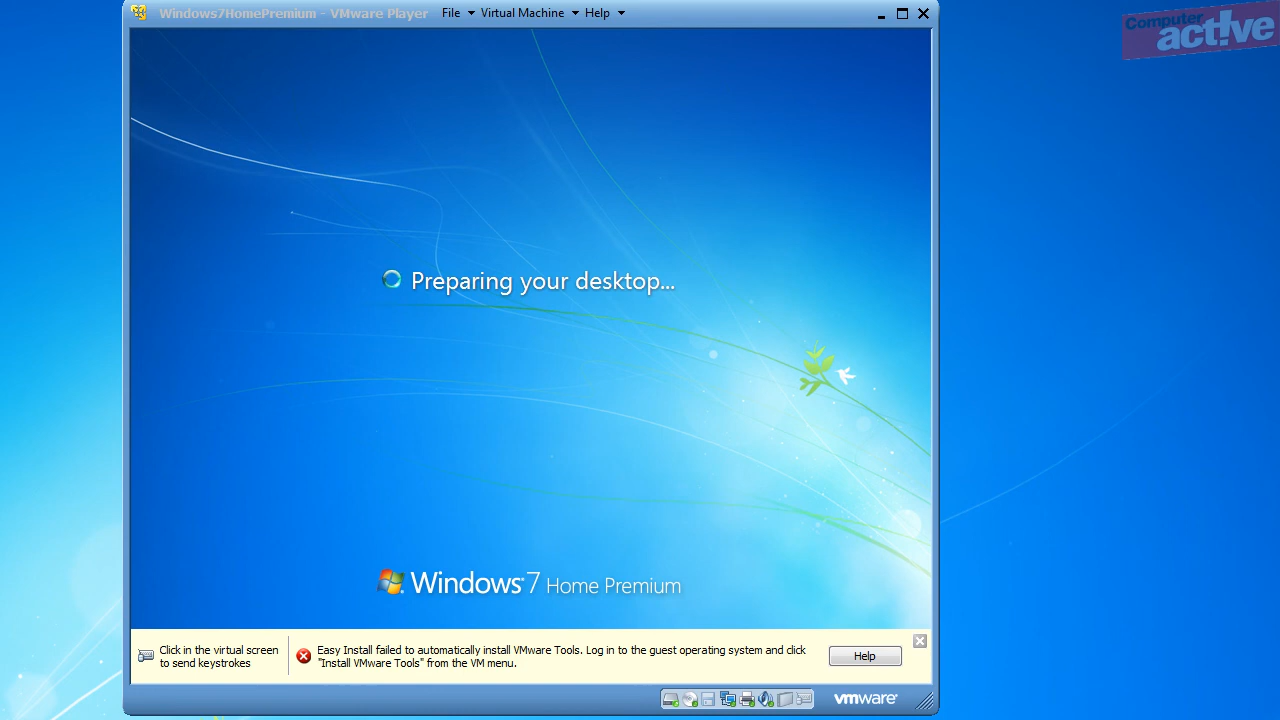 Windows7HomePremium - VMware Player File Virtual Machine Help
Computer
act!ve
Preparing your desktop...
Windows 7 Home Premium
Click in the virtual screen
to send keystrokes
Easy Install failed to automatically install VMware Tools. Log in to the guest operating system and click
"Install VMware Tools" from the VM menu.
Help
vmware